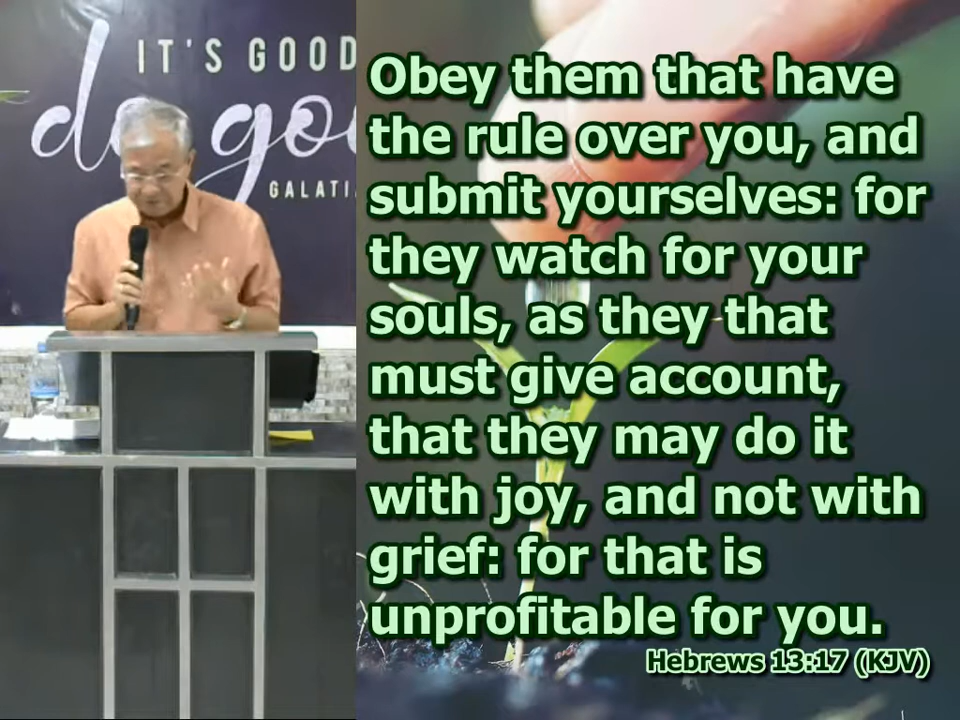 IT'S GOOD
do
GALATI
Obey them that have
the rule over you, and
submit yourselves: for
they watch for your
souls, as they that
must give account,
that they may do it
with joy, and not with
grief: for that is
unprofitable for you.
Hebrews 13:17 (KJV)